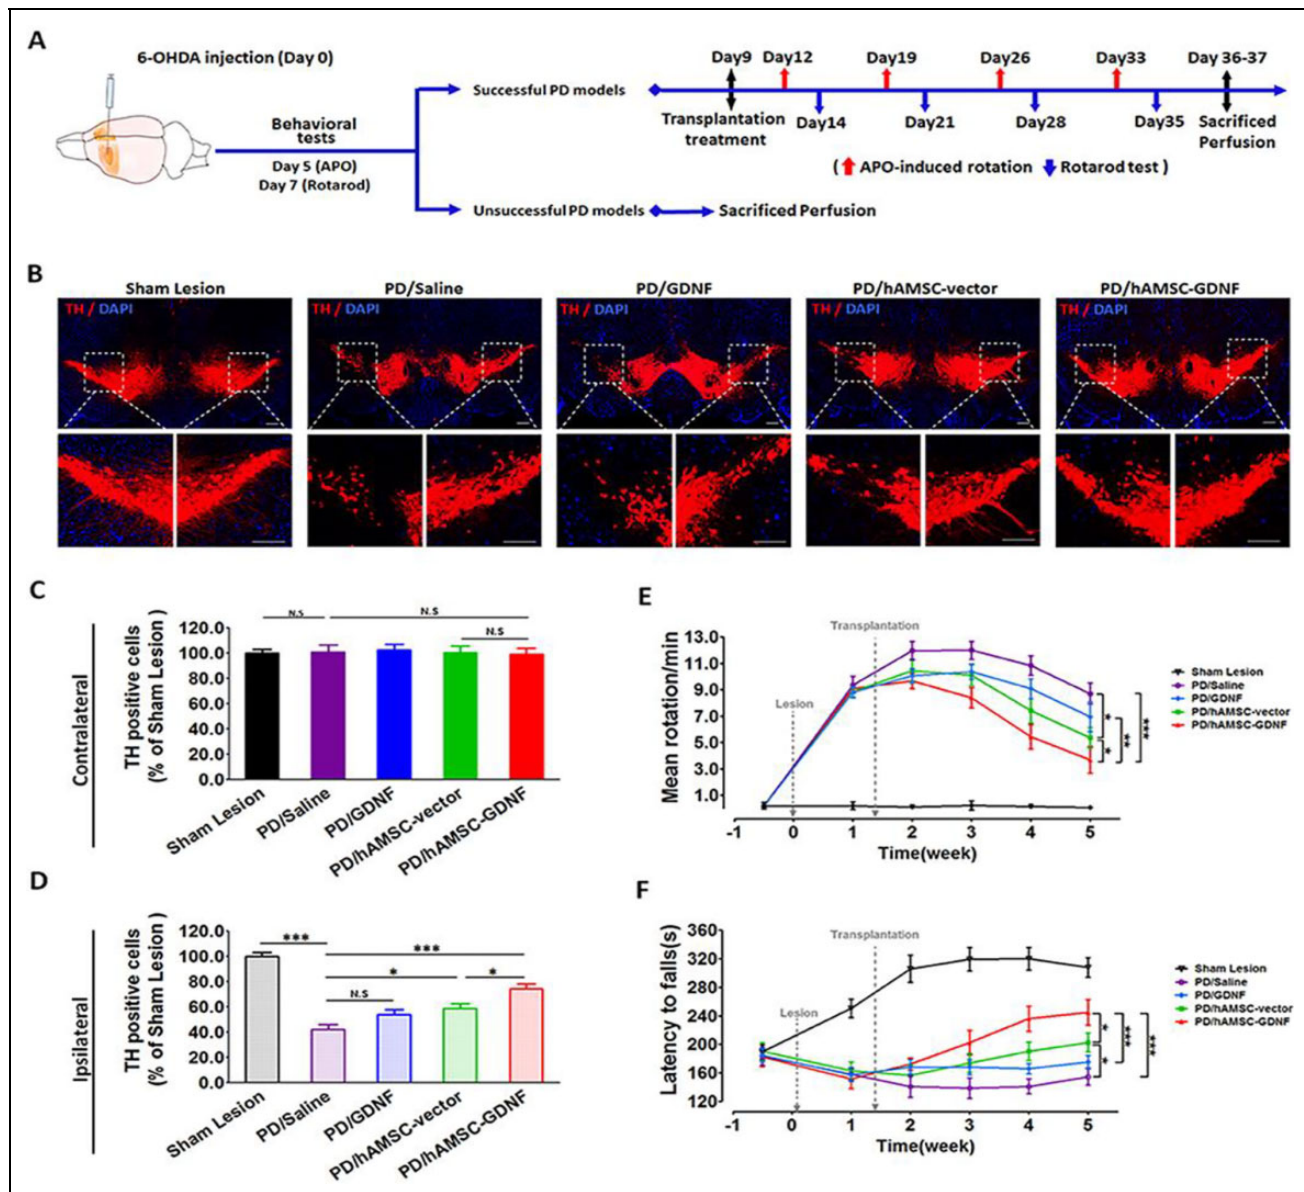 A
6-OHDA injection (Day 0)
Behavioral
tests
Day 5 (APO)
Day 7 (Rotarod)
Successful PD models
Day9 Day12 Day19 Day26 Day33 Day 36-37
Transplantation
treatment
Day14 Day21 Day28 Day35
Sacrificed
Perfusion
( APO-induced rotation Rotarod test )
Unsuccessful PD models
Sacrificed Perfusion
B
Sham Lesion PD/Saline PD/GDNF PD/hAMSC-vector PD/hAMSC-GDNF
TH / DAPI TH / DAPI TH / DAPI TH / DAPI TH / DAPI
C
Contralateral
TH positive cells
(% of Sham Lesion )
120.0
100.0
80.0
60.0
40.0
20.0
0.0
N.S
N.S
N.S
Sham Lesion
PD/Saline
PD/GDNF
PD/hAMSC-vector
PD/hAMSC-GDNF
D
Ipsilateral
TH positive cells
(% of Sham Lesion )
120.0
100.0
80.0
60.0
40.0
20.0
0.0
***
***
*
*
N.S
Sham Lesion
PD/Saline
PD/GDNF
PD/hAMSC-vector
PD/hAMSC-GDNF
E
Mean rotation/min
13.0
11.0
9.0
7.0
5.0
3.0
1.0
Transplantation
Lesion
-1 0 1 2 3 4 5
Time(week)
Sham Lesion
PD/Saline
PD/GDNF
PD/hAMSC-vector
PD/hAMSC-GDNF
*
*
**
***
F
Latency to falls(s)
360
320
280
240
200
160
120
Transplantation
Lesion
-1 0 1 2 3 4 5
Time(week)
Sham Lesion
PD/Saline
PD/GDNF
PD/hAMSC-vector
PD/hAMSC-GDNF
*
*
***
***